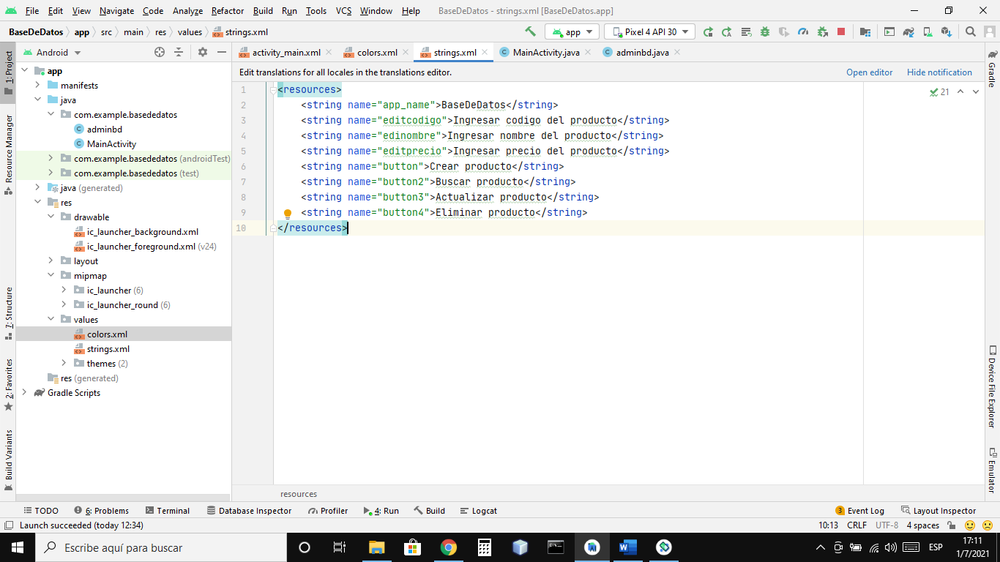 File Edit View Navigate Code Analyze Refactor Build Run Tools VCS Window Help BaseDeDatos - strings.xml [BaseDeDatos.app]
BaseDeDatos app src main res values strings.xml app Pixel 4 API 30
1: Project
Resource Manager
7: Structure
2: Favorites
Build Variants
Android
app
manifests
java
com.example.basededatos
adminbd
MainActivity
com.example.basededatos (androidTest)
com.example.basededatos (test)
java (generated)
res
drawable
ic_launcher_background.xml
ic_launcher_foreground.xml (v24)
layout
mipmap
ic_launcher (6)
ic_launcher_round (6)
values
colors.xml
strings.xml
themes (2)
res (generated)
Gradle Scripts
activity_main.xml colors.xml strings.xml MainActivity.java adminbd.java
Edit translations for all locales in the translations editor. Open editor Hide notification
21
1 <resources>
2 <string name="app_name">BaseDeDatos</string>
3 <string name="editcodigo">Ingresar codigo del producto</string>
4 <string name="edinombre">Ingresar nombre del producto</string>
5 <string name="editprecio">Ingresar precio del producto</string>
6 <string name="button">Crear producto</string>
7 <string name="button2">Buscar producto</string>
8 <string name="button3">Actualizar producto</string>
9 <string name="button4">Eliminar producto</string>
10 </resources>
resources
Gradle
Device File Explorer
Emulator
TODO 6: Problems Terminal Database Inspector Profiler 4: Run Build Logcat 3 Event Log Layout Inspector
Launch succeeded (today 12:34) 10:13 CRLF UTF-8 4 spaces
Escribe aquí para buscar
ESP
17:11
1/7/2021